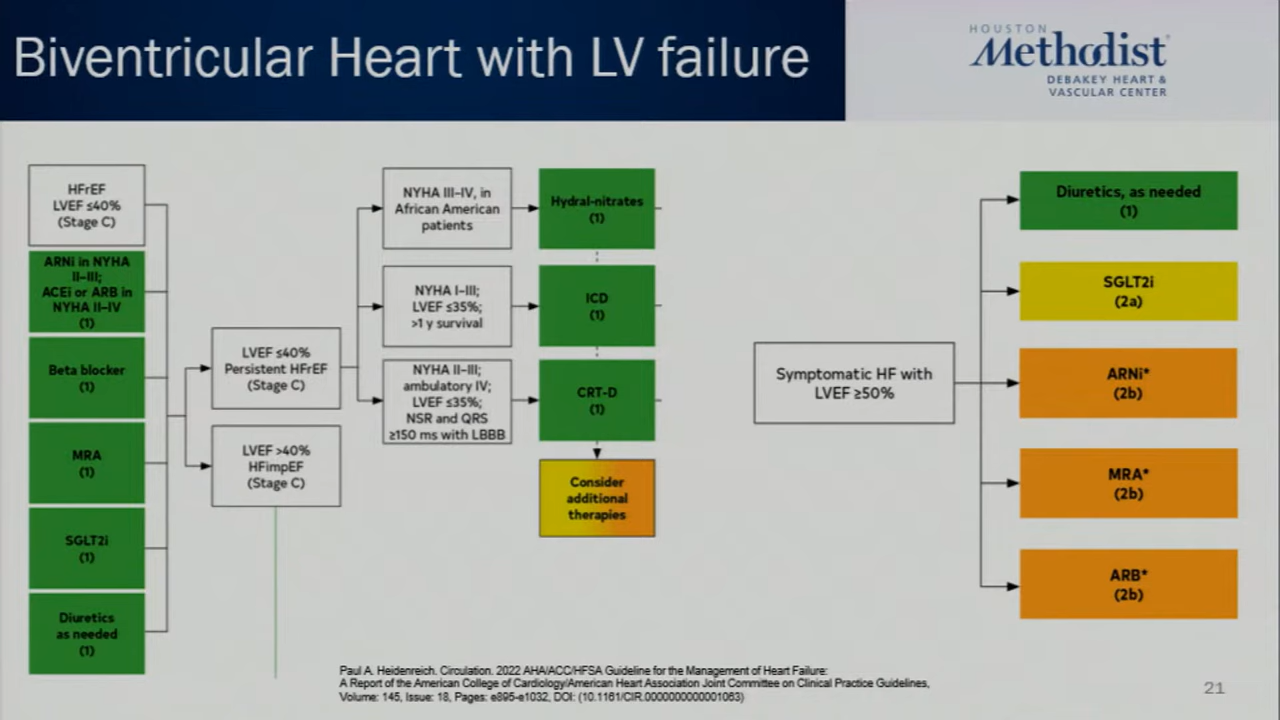 Biventricular Heart with LV failure
HOUSTON
Methodist
DEBAKEY HEART &
VASCULAR CENTER
HFrEF
LVEF ≤40%
(Stage C)
ARNi in NYHA
II–III;
ACEi or ARB in
NYHA II–IV
(1)
Beta blocker
(1)
MRA
(1)
SGLT2i
(1)
Diuretics
as needed
(1)
LVEF ≤40%
Persistent HFrEF
(Stage C)
LVEF >40%
HFimpEF
(Stage C)
NYHA III–IV, in
African American
patients
NYHA I–III;
LVEF ≤35%;
>1 y survival
NYHA II–III;
ambulatory IV;
LVEF ≤35%;
NSR and QRS
≥150 ms with LBBB
Hydral-nitrates
(1)
ICD
(1)
CRT-D
(1)
Consider
additional
therapies
Symptomatic HF with
LVEF ≥50%
Diuretics, as needed
(1)
SGLT2i
(2a)
ARNi*
(2b)
MRA*
(2b)
ARB*
(2b)
Paul A. Heidenreich. Circulation. 2022 AHA/ACC/HFSA Guideline for the Management of Heart Failure:
A Report of the American College of Cardiology/American Heart Association Joint Committee on Clinical Practice Guidelines,
Volume: 145, Issue: 18, Pages: e895-e1032, DOI: (10.1161/CIR.0000000000001063)
21